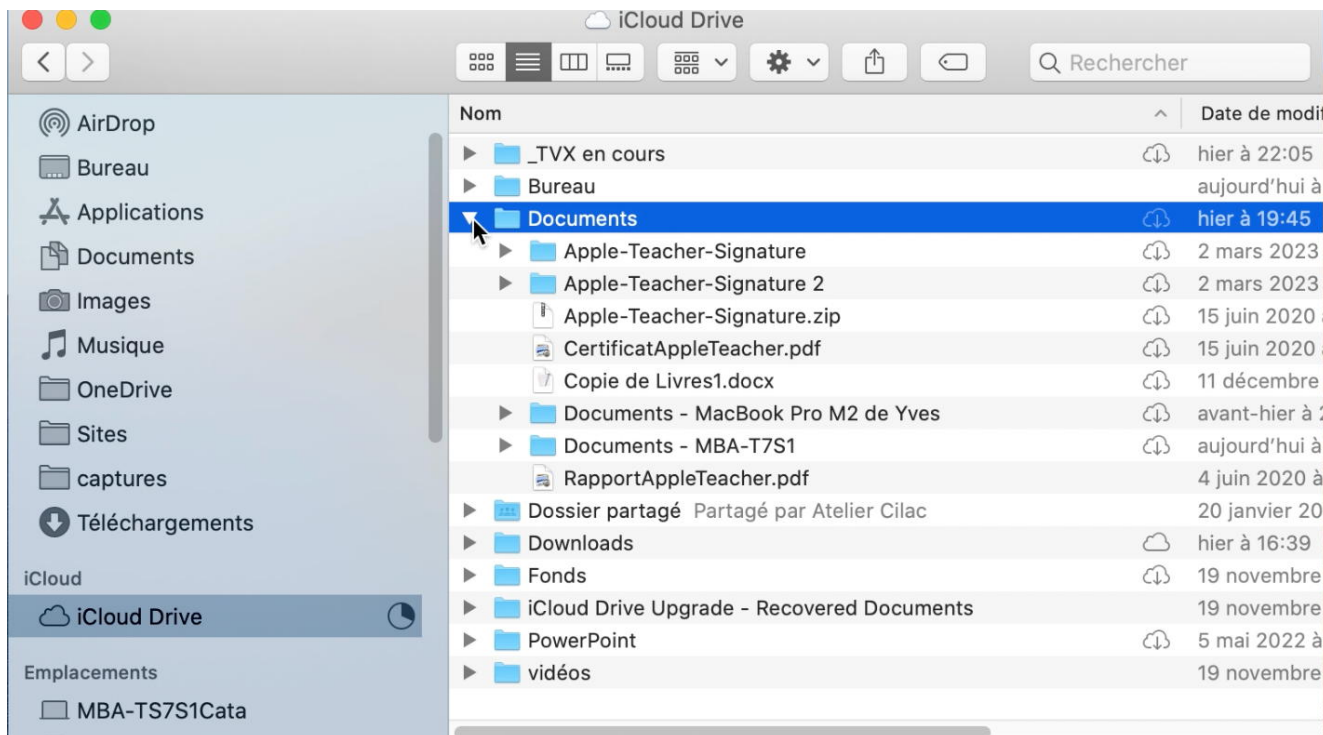 iCloud Drive
Rechercher
AirDrop
Bureau
Applications
Documents
Images
Musique
OneDrive
Sites
captures
Téléchargements
iCloud
iCloud Drive
Emplacements
MBA-TS7S1Cata
Nom Date de modif
_TVX en cours hier à 22:05
Bureau aujourd’hui à
Documents hier à 19:45
Apple-Teacher-Signature 2 mars 2023
Apple-Teacher-Signature 2 2 mars 2023
Apple-Teacher-Signature.zip 15 juin 2020
CertificatAppleTeacher.pdf 15 juin 2020
Copie de Livres1.docx 11 décembre
Documents - MacBook Pro M2 de Yves avant-hier à
Documents - MBA-T7S1 aujourd’hui à
RapportAppleTeacher.pdf 4 juin 2020 à
Dossier partagé Partagé par Atelier Cilac 20 janvier 20
Downloads hier à 16:39
Fonds 19 novembre
iCloud Drive Upgrade - Recovered Documents 19 novembre
PowerPoint 5 mai 2022 à
vidéos 19 novembre